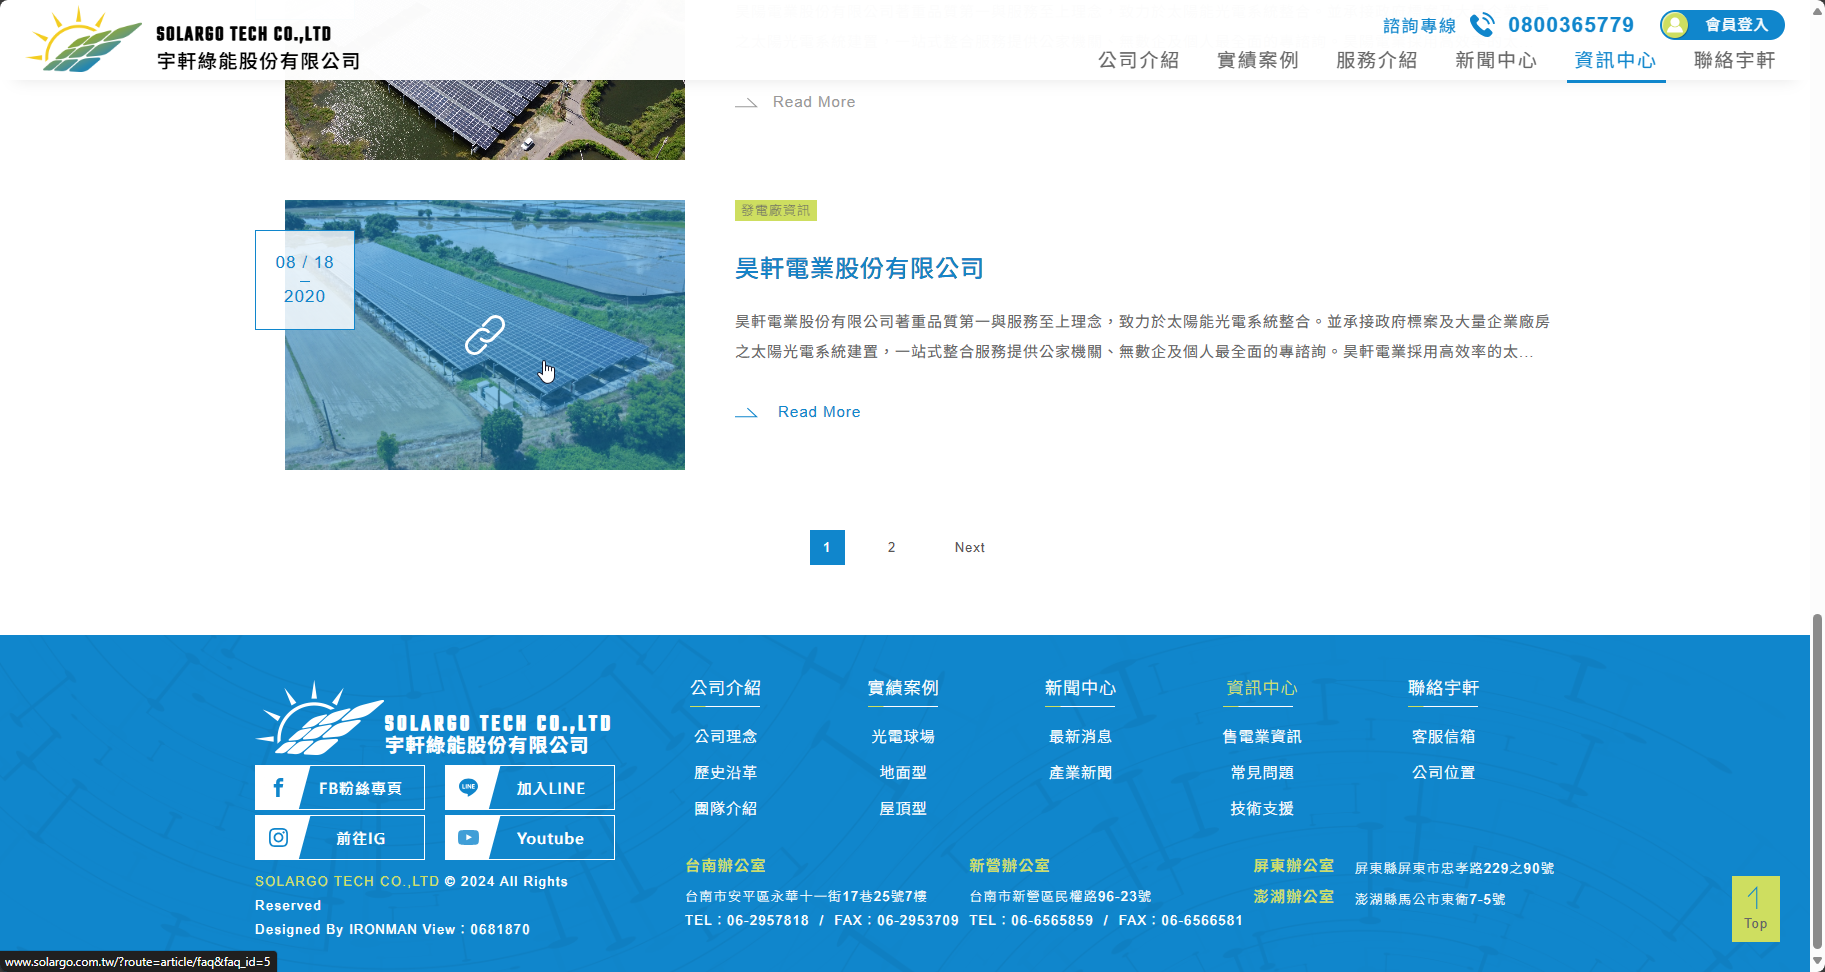 SOLARGO TECH CO.,LTD
宇軒綠能股份有限公司
諮詢專線 0800365779 會員登入
公司介紹 實績案例 服務介紹 新聞中心 資訊中心 聯絡宇軒
Read More
發電廠資訊
08 / 18
2020
昊軒電業股份有限公司
昊軒電業股份有限公司著重品質第一與服務至上理念，致力於太陽能光電系統整合。並承接政府標案及大量企業廠房
之太陽光電系統建置，一站式整合服務提供公家機關、無數企及個人最全面的專諮詢。昊軒電業採用高效率的太...
Read More
1 2 Next
SOLARGO TECH CO.,LTD
宇軒綠能股份有限公司
FB粉絲專頁 加入LINE
前往IG Youtube
SOLARGO TECH CO.,LTD © 2024 All Rights
Reserved
Designed By IRONMAN View：0681870
公司介紹 實績案例 新聞中心 資訊中心 聯絡宇軒
公司理念 光電球場 最新消息 售電業資訊 客服信箱
歷史沿革 地面型 產業新聞 常見問題 公司位置
團隊介紹 屋頂型 技術支援
台南辦公室
台南市安平區永華十一街17巷25號7樓
TEL：06-2957818 / FAX：06-2953709
新營辦公室
台南市新營區民權路96-23號
TEL：06-6565859 / FAX：06-6566581
屏東辦公室 屏東縣屏東市忠孝路229之90號
澎湖辦公室 澎湖縣馬公市東衛7-5號
Top
www.solargo.com.tw/?route=article/faq&faq_id=5